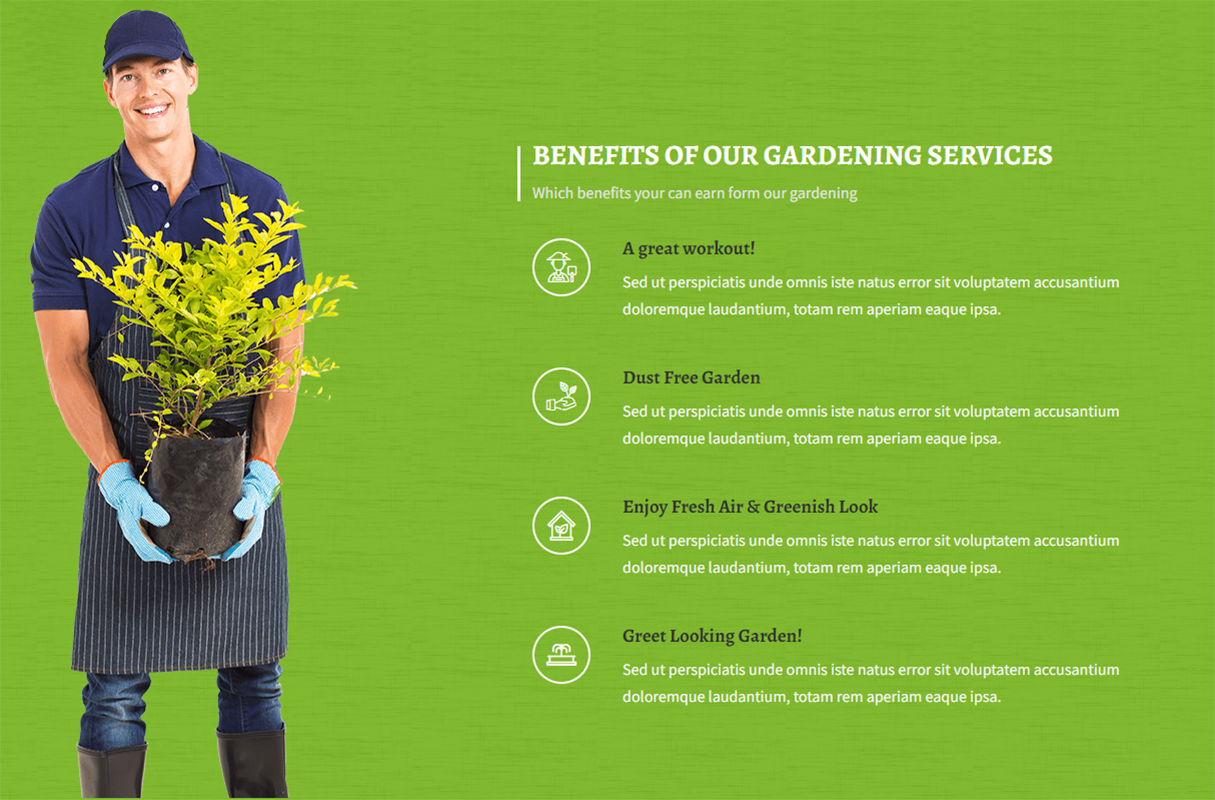 BENEFITS OF OUR GARDENING SERVICES
Which benefits your can earn form our gardening
A great workout!
Sed ut perspiciatis unde omnis iste natus error sit voluptatem accusantium
doloremque laudantium, totam rem aperiam eaque ipsa.
Dust Free Garden
Sed ut perspiciatis unde omnis iste natus error sit voluptatem accusantium
doloremque laudantium, totam rem aperiam eaque ipsa.
Enjoy Fresh Air & Greenish Look
Sed ut perspiciatis unde omnis iste natus error sit voluptatem accusantium
doloremque laudantium, totam rem aperiam eaque ipsa.
Greet Looking Garden!
Sed ut perspiciatis unde omnis iste natus error sit voluptatem accusantium
doloremque laudantium, totam rem aperiam eaque ipsa.